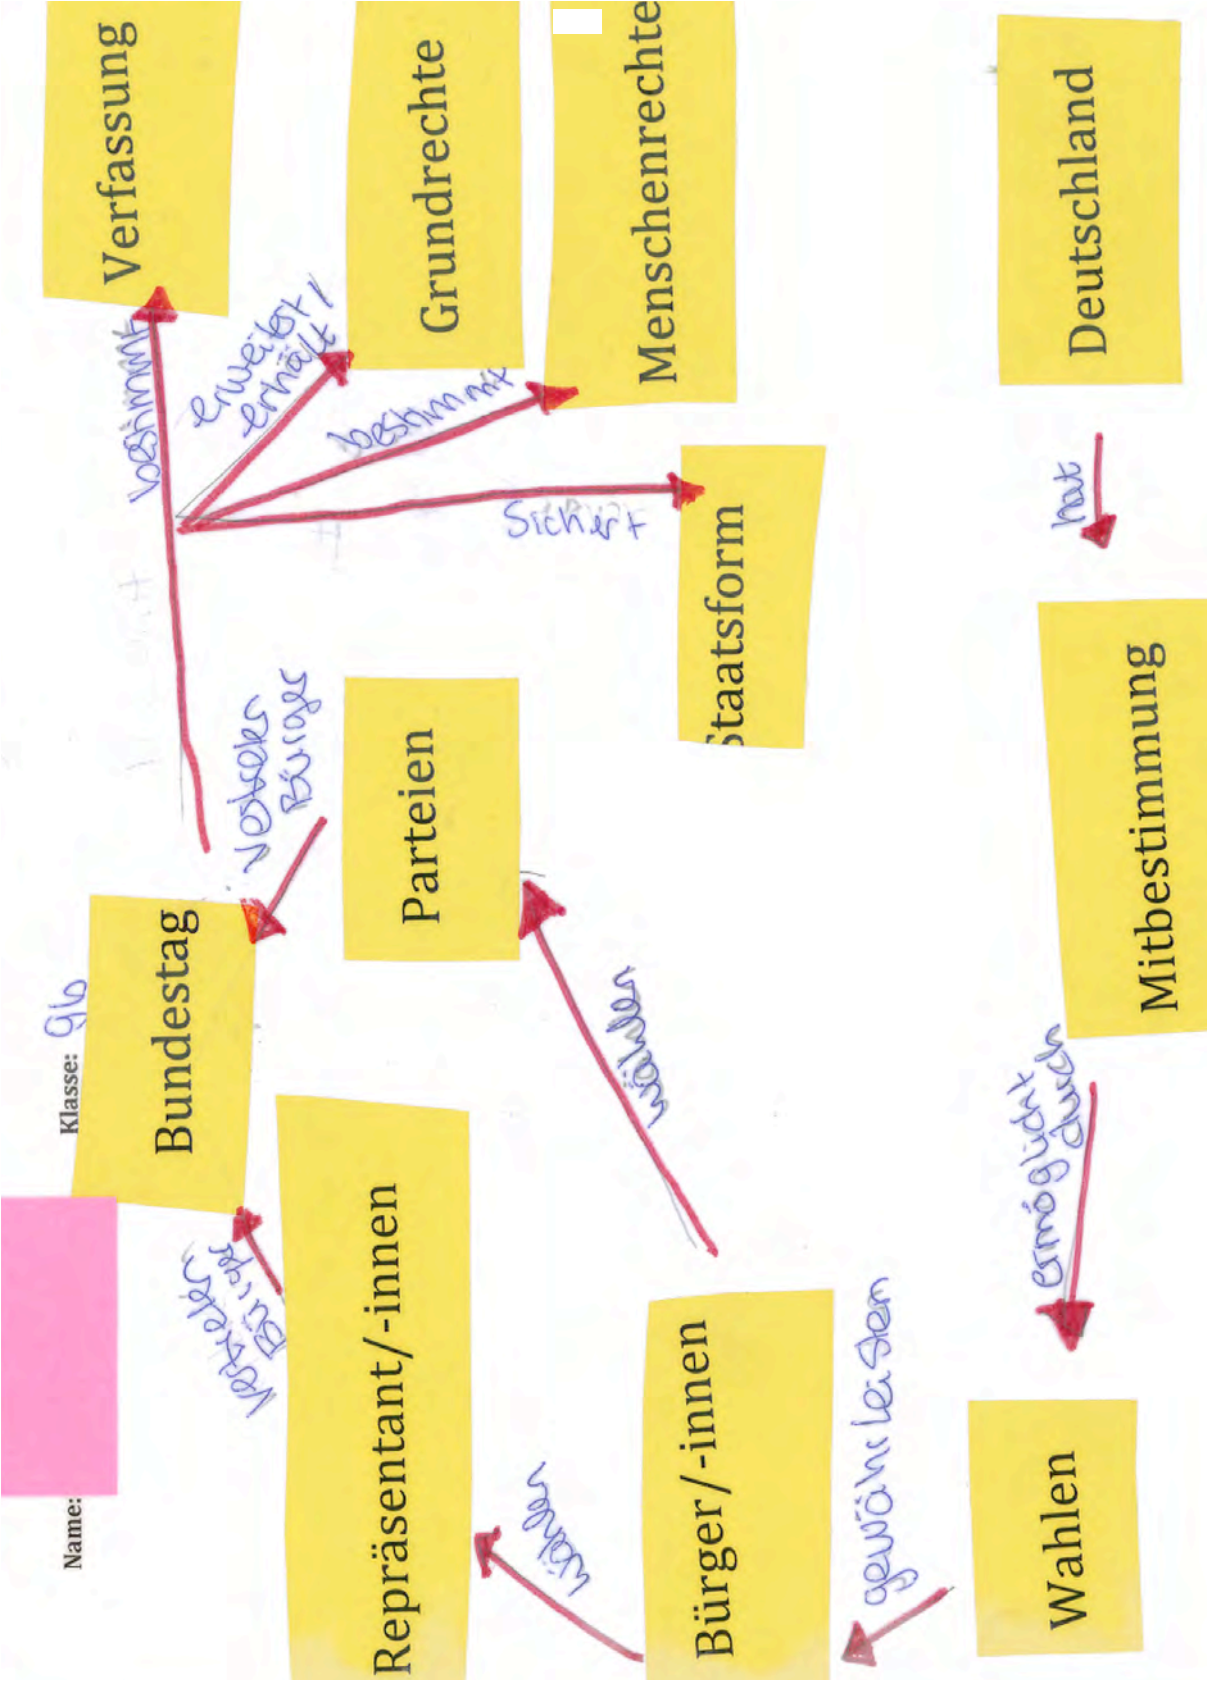 Name:
Klasse: 9b
Bundestag
Verfassung
bestimmt
erweitert /
erhält
Grundrechte
bestimmt
Menschenrechte
sichert
Staatsform
vertreten
Bürger
Parteien
vertreten
Bürger
Repräsentant/-innen
wählen
wählen
Bürger/-innen
gewährleisten
Wahlen
ermöglicht
durch
Mitbestimmung
hat
Deutschland